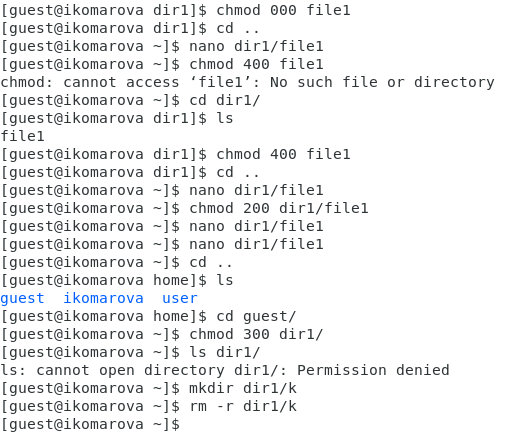 [guest@ikomarova dir1]$ chmod 000 file1
[guest@ikomarova dir1]$ cd ..
[guest@ikomarova ~]$ nano dir1/file1
[guest@ikomarova ~]$ chmod 400 file1
chmod: cannot access ‘file1’: No such file or directory
[guest@ikomarova ~]$ cd dir1/
[guest@ikomarova dir1]$ ls
file1
[guest@ikomarova dir1]$ chmod 400 file1
[guest@ikomarova dir1]$ cd ..
[guest@ikomarova ~]$ nano dir1/file1
[guest@ikomarova ~]$ chmod 200 dir1/file1
[guest@ikomarova ~]$ nano dir1/file1
[guest@ikomarova ~]$ nano dir1/file1
[guest@ikomarova ~]$ cd ..
[guest@ikomarova home]$ ls
guest  ikomarova  user
[guest@ikomarova home]$ cd guest/
[guest@ikomarova ~]$ chmod 300 dir1/
[guest@ikomarova ~]$ ls dir1/
ls: cannot open directory dir1/: Permission denied
[guest@ikomarova ~]$ mkdir dir1/k
[guest@ikomarova ~]$ rm -r dir1/k
[guest@ikomarova ~]$